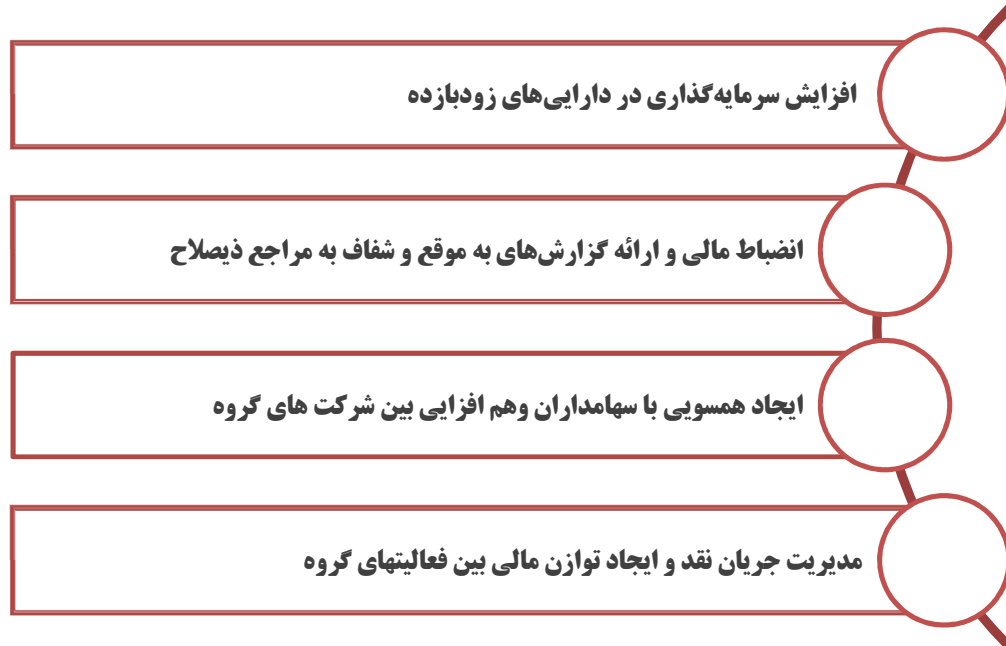 افزایش سرمایه‌گذاری در دارایی‌های زودبازده
انضباط مالی و ارائه گزارش‌های به موقع و شفاف به مراجع ذیصلاح
ایجاد همسویی با سهامداران وهم افزایی بین شرکت های گروه
مدیریت جریان نقد و ایجاد توازن مالی بین فعالیتهای گروه